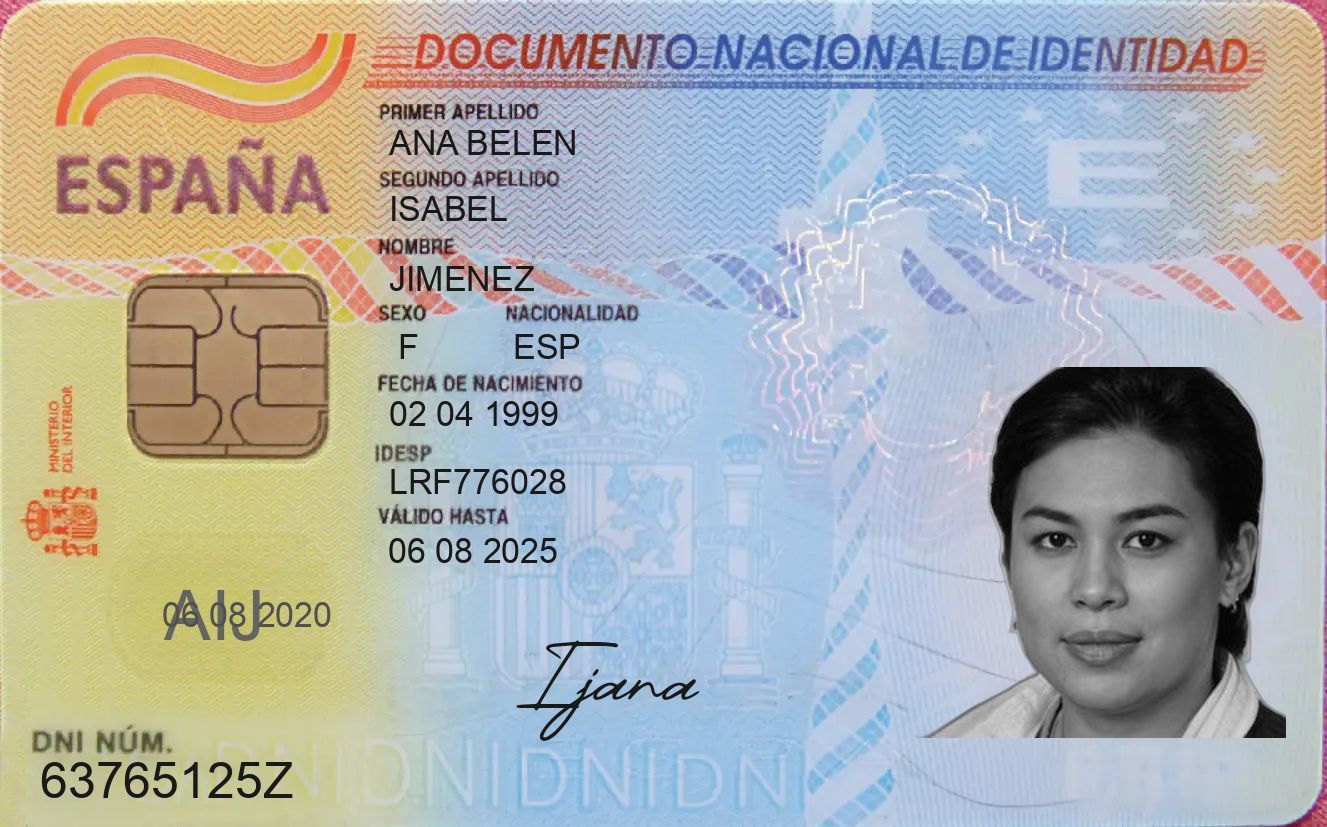 DOCUMENTO NACIONAL DE IDENTIDAD
ESPAÑA
E
PRIMER APELLIDO
ANA BELEN
SEGUNDO APELLIDO
ISABEL
NOMBRE
JIMENEZ
SEXO NACIONALIDAD
F ESP
FECHA DE NACIMIENTO
02 04 1999
IDESP
LRF776028
VÁLIDO HASTA
06 08 2025
MINISTERIO
DEL INTERIOR
06 08 2020
AIJ
Ijana
DNI NÚM.
63765125Z
DNIDNIDNIDNI